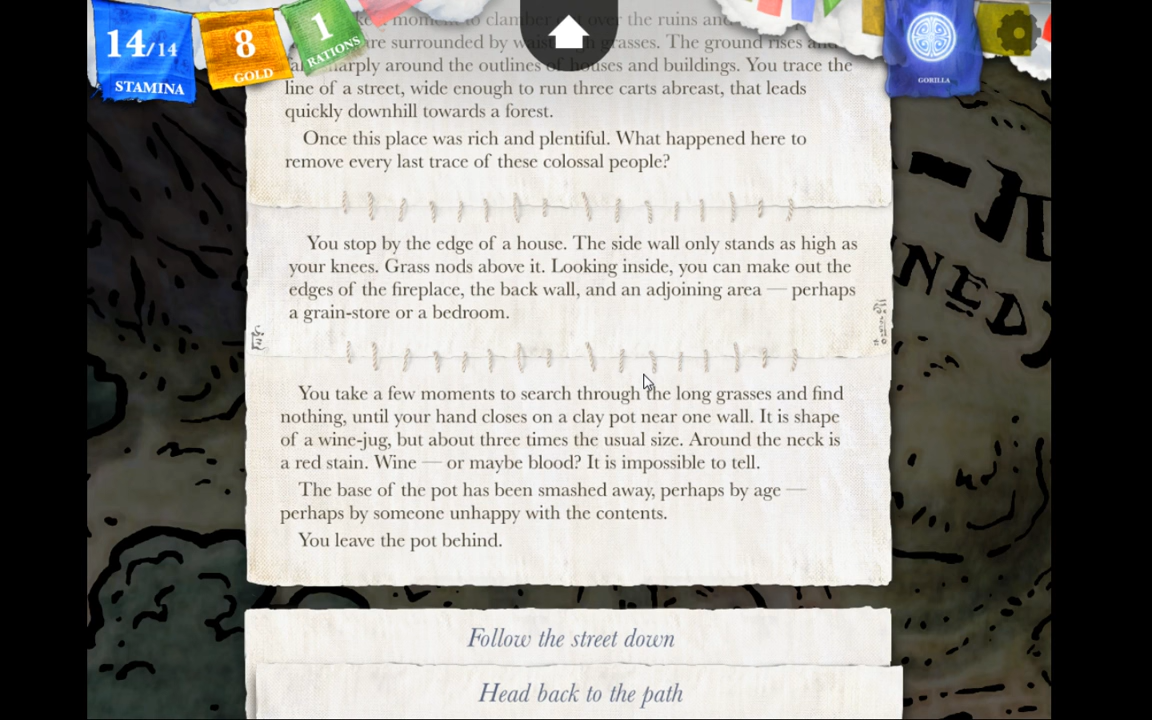 14/14
STAMINA
8
GOLD
1
RATIONS
GORILLA
moment to clamber out over the ruins and
are surrounded by waist grasses. The ground rises and
sharply around the outlines of houses and buildings. You trace the
line of a street, wide enough to run three carts abreast, that leads
quickly downhill towards a forest.
Once this place was rich and plentiful. What happened here to
remove every last trace of these colossal people?
You stop by the edge of a house. The side wall only stands as high as
your knees. Grass nods above it. Looking inside, you can make out the
edges of the fireplace, the back wall, and an adjoining area — perhaps
a grain-store or a bedroom.
You take a few moments to search through the long grasses and find
nothing, until your hand closes on a clay pot near one wall. It is shape
of a wine-jug, but about three times the usual size. Around the neck is
a red stain. Wine — or maybe blood? It is impossible to tell.
The base of the pot has been smashed away, perhaps by age —
perhaps by someone unhappy with the contents.
You leave the pot behind.
Follow the street down
Head back to the path